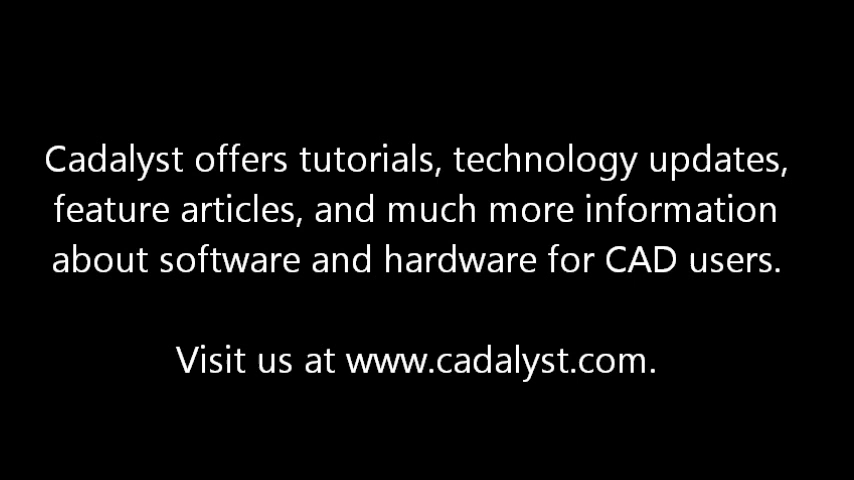 Cadalyst offers tutorials, technology updates,
feature articles, and much more information
about software and hardware for CAD users.
Visit us at www.cadalyst.com.